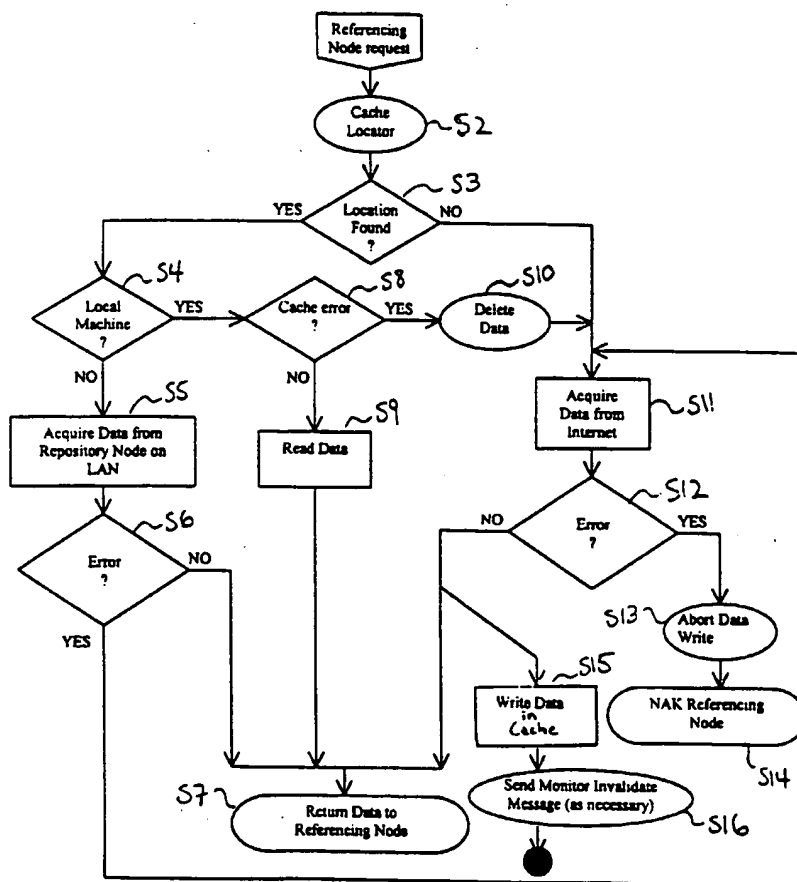 Referencing
Node request
Cache
Locator
S2
S3
YES
Location
Found
?
NO
S4
Local
Machine
?
YES
S8
Cache error
?
YES
S10
Delete
Data
NO
NO
S5
Acquire Data from
Repository Node on
LAN
S9
Read Data
Acquire
Data from
Internet
S11
S6
Error
?
NO
YES
NO
Error
?
S12
YES
S13
Abort Data
Write
S15
Write Data
in
Cache
NAK Referencing
Node
S14
S7
Return Data to
Referencing Node
Send Monitor Invalidate
Message (as necessary)
S16